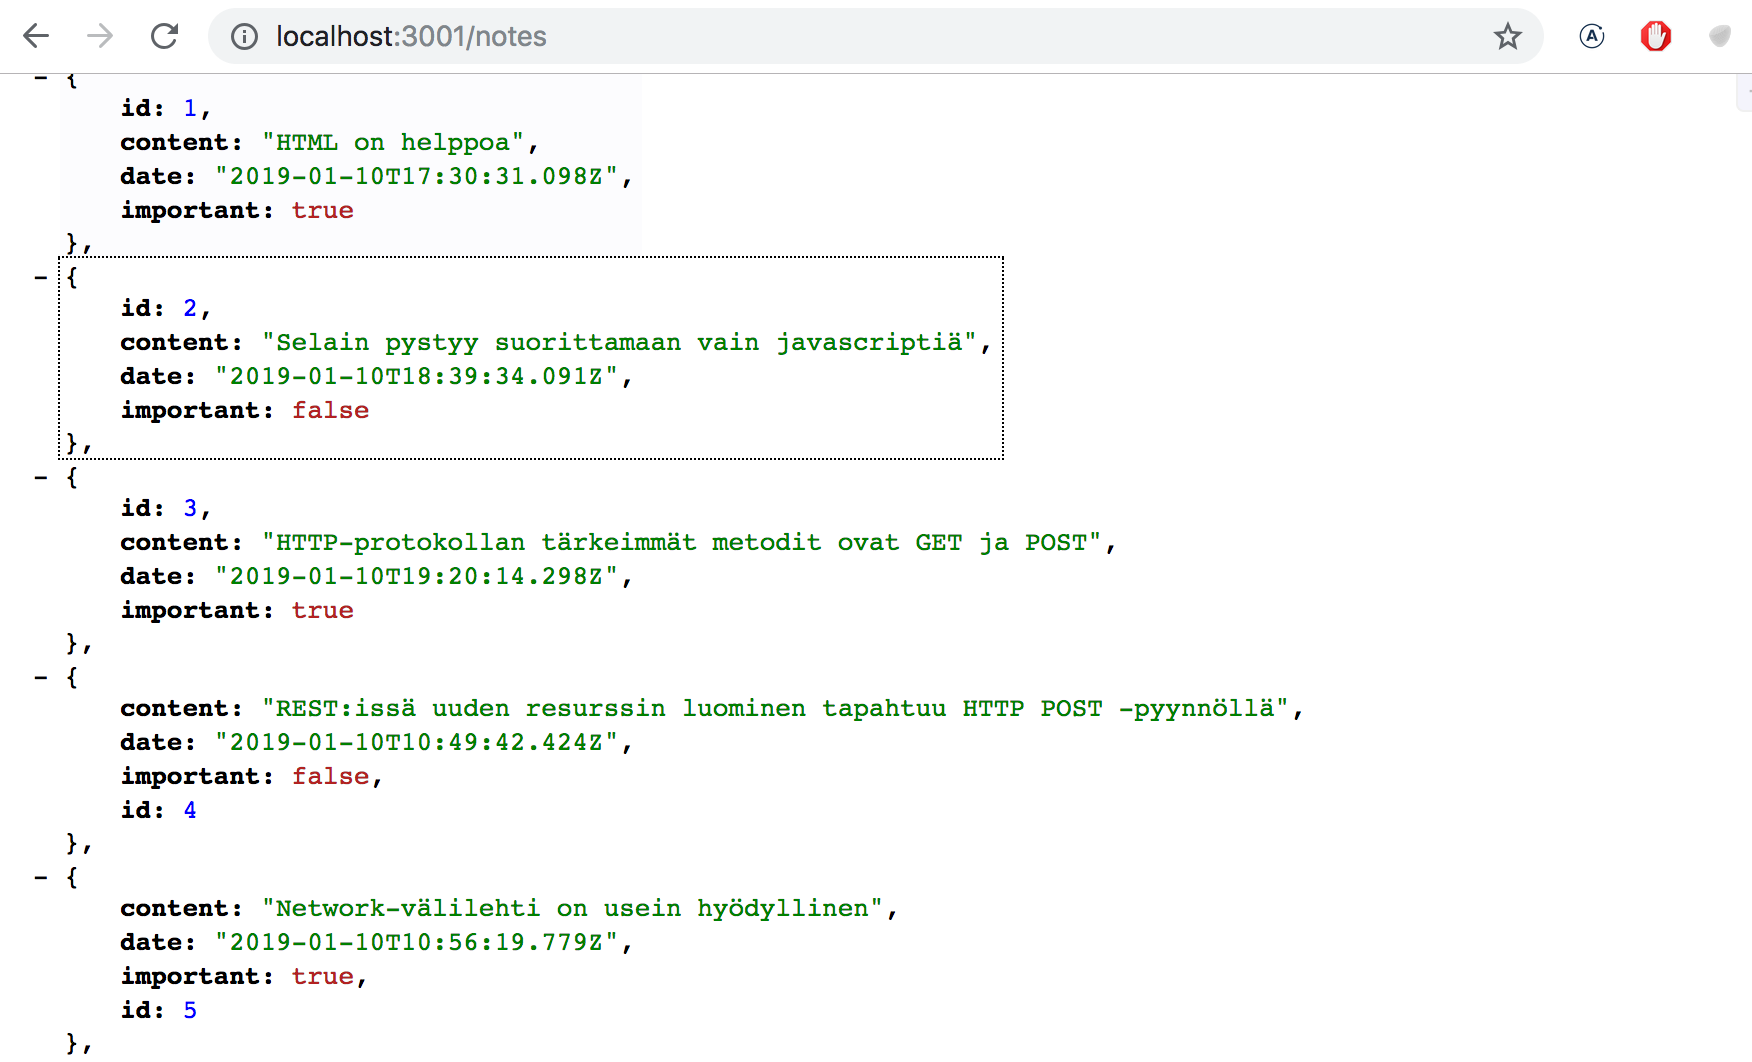 localhost:3001/notes
- {
id: 1,
content: "HTML on helppoa",
date: "2019-01-10T17:30:31.098Z",
important: true
},
- {
id: 2,
content: "Selain pystyy suorittamaan vain javascriptiä",
date: "2019-01-10T18:39:34.091Z",
important: false
},
- {
id: 3,
content: "HTTP-protokollan tärkeimmät metodit ovat GET ja POST",
date: "2019-01-10T19:20:14.298Z",
important: true
},
- {
content: "REST:issä uuden resurssin luominen tapahtuu HTTP POST -pyynnöllä",
date: "2019-01-10T10:49:42.424Z",
important: false,
id: 4
},
- {
content: "Network-välilehti on usein hyödyllinen",
date: "2019-01-10T10:56:19.779Z",
important: true,
id: 5
},